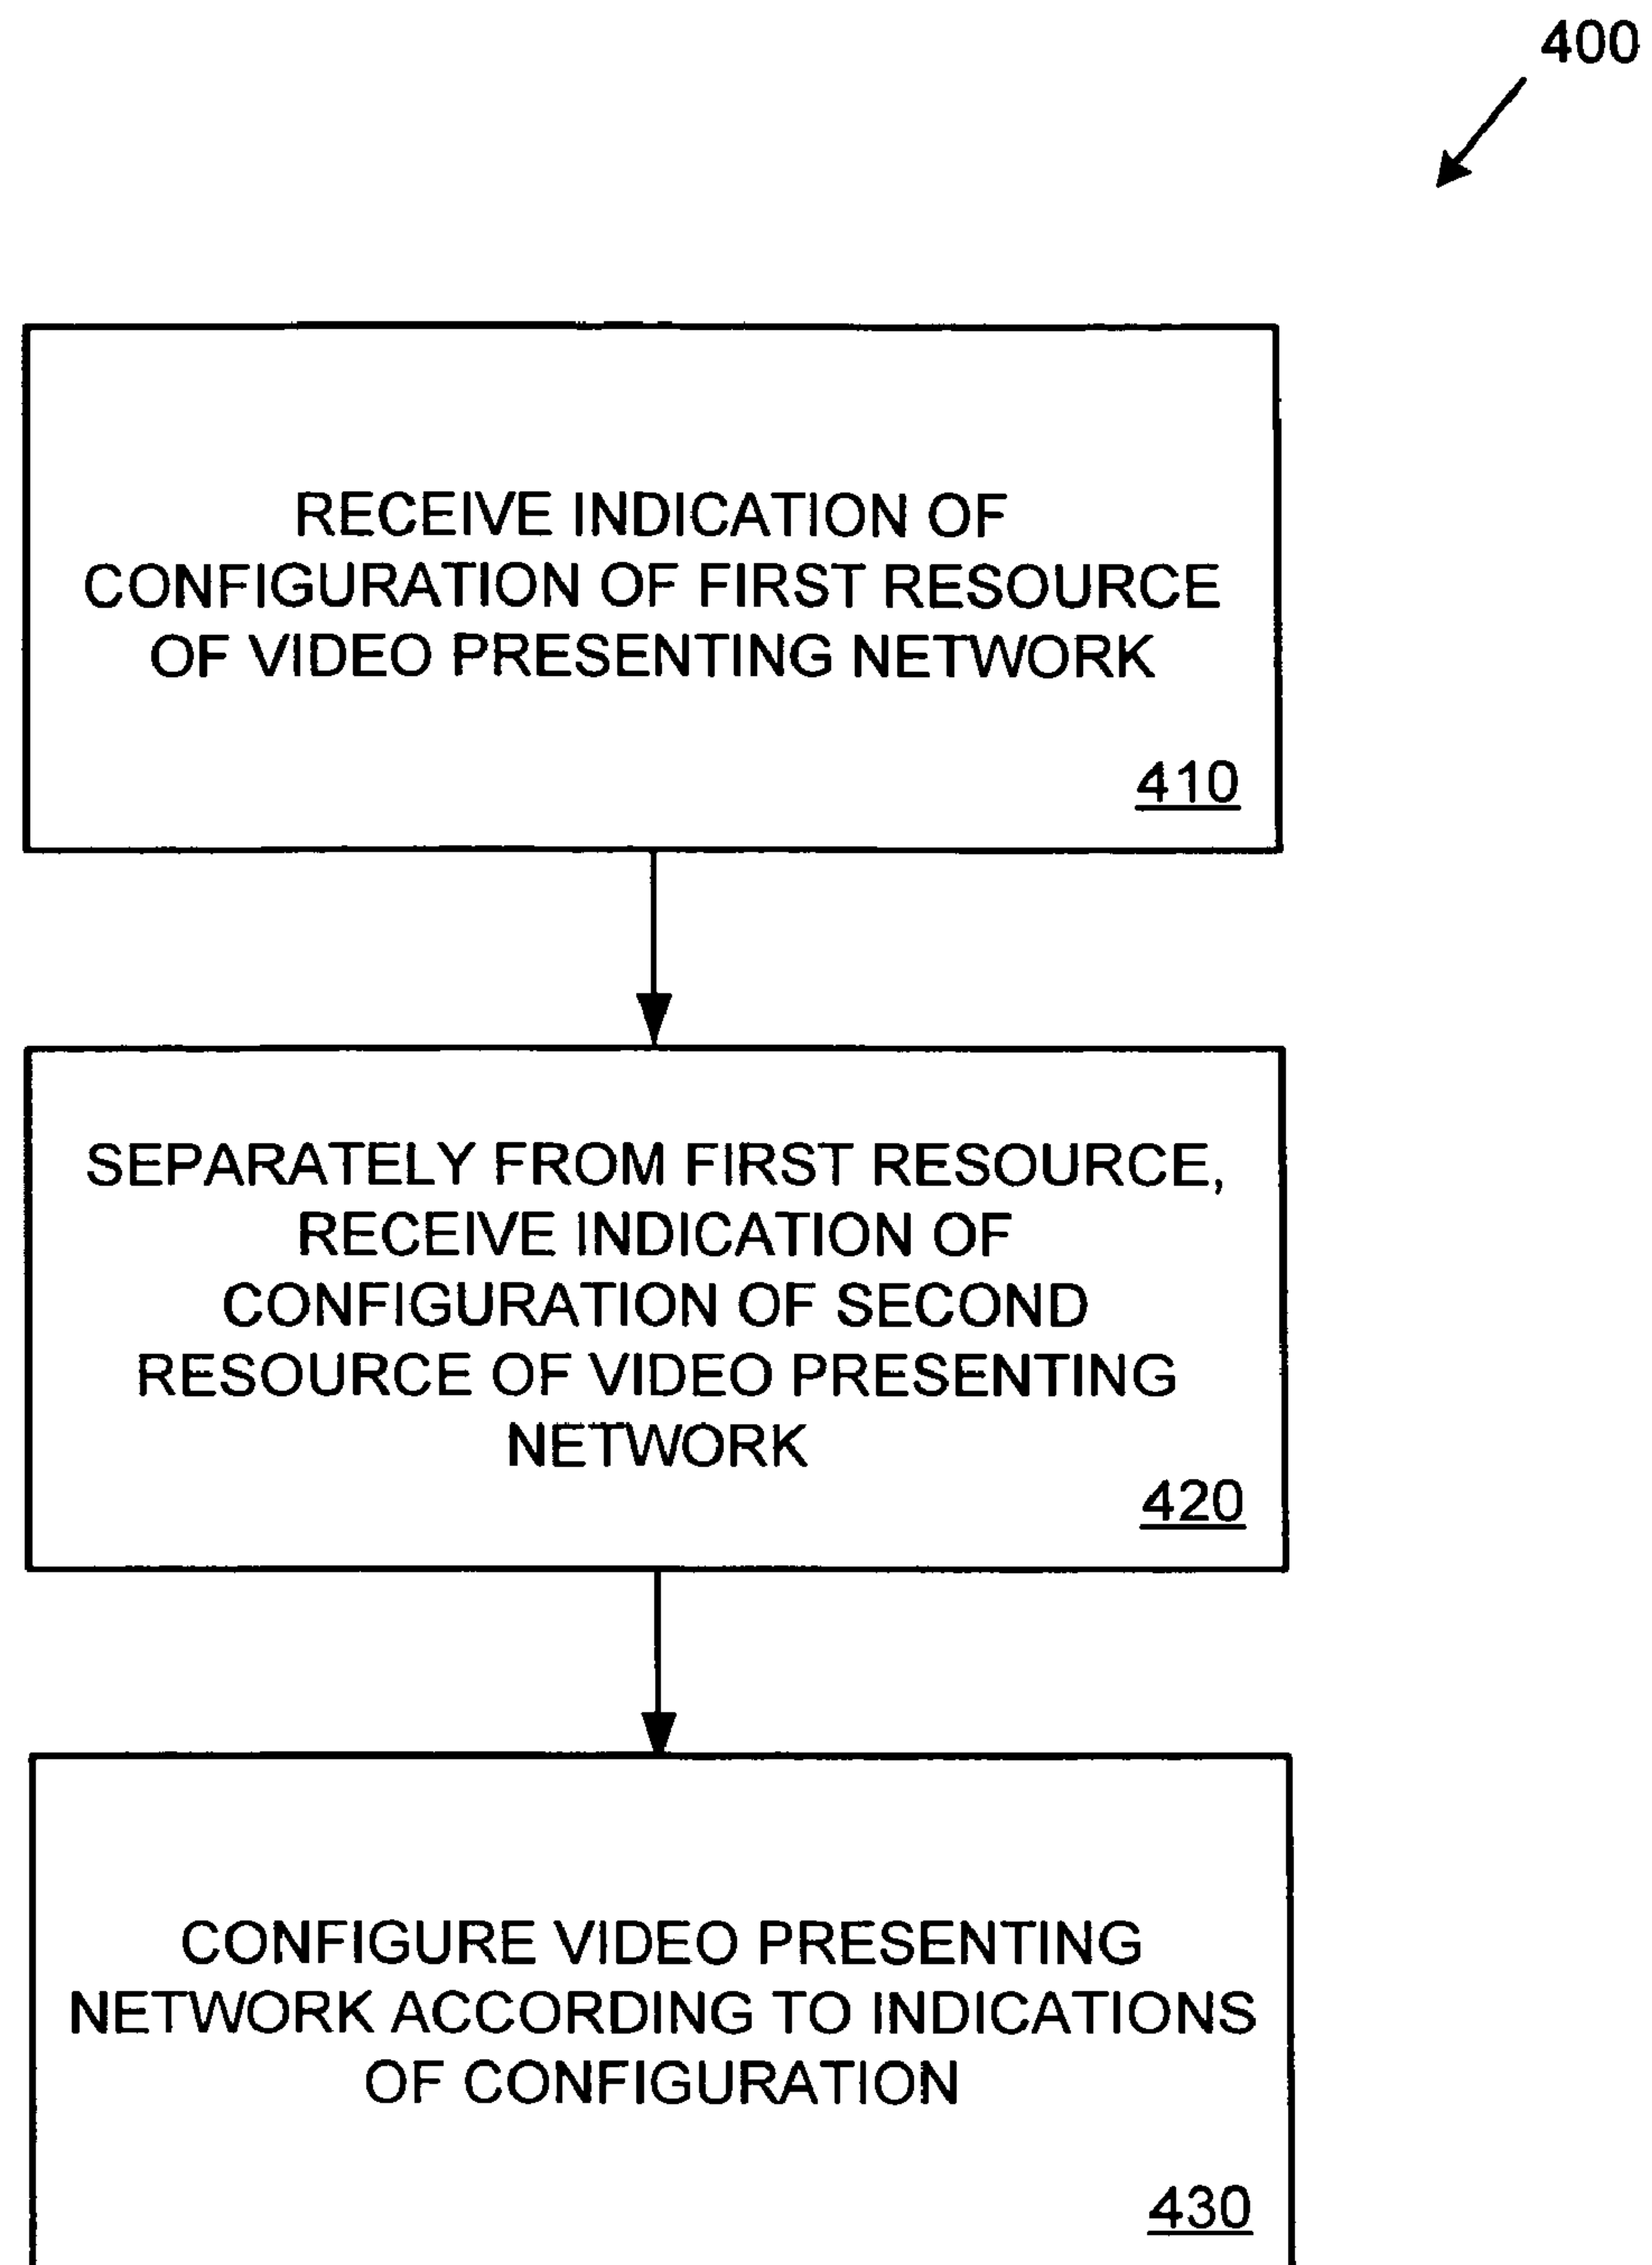 400
RECEIVE INDICATION OF
CONFIGURATION OF FIRST RESOURCE
OF VIDEO PRESENTING NETWORK
410
SEPARATELY FROM FIRST RESOURCE,
RECEIVE INDICATION OF
CONFIGURATION OF SECOND
RESOURCE OF VIDEO PRESENTING
NETWORK
420
CONFIGURE VIDEO PRESENTING
NETWORK ACCORDING TO INDICATIONS
OF CONFIGURATION
430